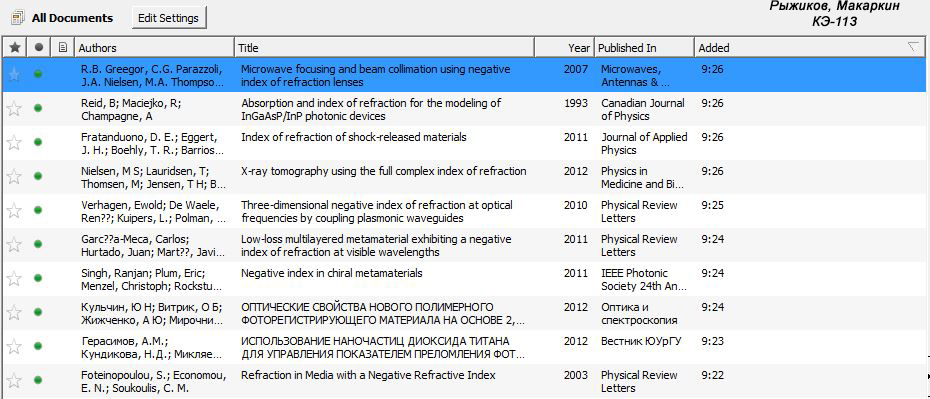 All Documents
Edit Settings
Рыжиков, Макаркин
КЭ-113
Authors Title Year Published In Added
R.B. Greegor, C.G. Parazzoli, Microwave focusing and beam collimation using negative 2007 Microwaves, 9:26
J.A. Nielsen, M.A. Thompso... index of refraction lenses Antennas & ...
Reid, B; Maciejko, R; Absorption and index of refraction for the modeling of 1993 Canadian Journal 9:26
Champagne, A InGaAsP/InP photonic devices of Physics
Fratanduono, D. E.; Eggert, Index of refraction of shock-released materials 2011 Journal of Applied 9:26
J. H.; Boehly, T. R.; Barrios... Physics
Nielsen, M S; Lauridsen, T; X-ray tomography using the full complex index of refraction 2012 Physics in 9:26
Thomsen, M; Jensen, T H; B... Medicine and Bi...
Verhagen, Ewold; De Waele, Three-dimensional negative index of refraction at optical 2010 Physical Review 9:25
Ren??; Kuipers, L.; Polman, ... frequencies by coupling plasmonic waveguides Letters
Garc??a-Meca, Carlos; Low-loss multilayered metamaterial exhibiting a negative 2011 Physical Review 9:24
Hurtado, Juan; Mart??, Javi... index of refraction at visible wavelengths Letters
Singh, Ranjan; Plum, Eric; Negative index in chiral metamaterials 2011 IEEE Photonic 9:24
Menzel, Christoph; Rockstu... Society 24th An...
Кульчин, Ю Н; Витрик, О Б; ОПТИЧЕСКИЕ СВОЙСТВА НОВОГО ПОЛИМЕРНОГО 2012 Оптика и 9:24
Жижченко, А Ю; Мирочни... ФОТОРЕГИСТРИРУЮЩЕГО МАТЕРИАЛА НА ОСНОВЕ 2,... спектроскопия
Герасимов, А.М.; ИСПОЛЬЗОВАНИЕ НАНОЧАСТИЦ ДИОКСИДА ТИТАНА 2012 Вестник ЮУрГУ 9:23
Кундикова, Н.Д.; Микляе... ДЛЯ УПРАВЛЕНИЯ ПОКАЗАТЕЛЕМ ПРЕЛОМЛЕНИЯ ФОТ...
Foteinopoulou, S.; Economou, Refraction in Media with a Negative Refractive Index 2003 Physical Review 9:22
E. N.; Soukoulis, C. M. Letters